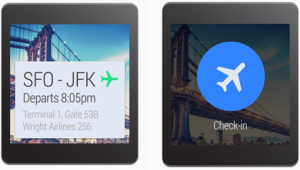 SFO - JFK
Departs 8:05pm
Terminal 1, Gate 53B
Wright Airlines 256
Check-in